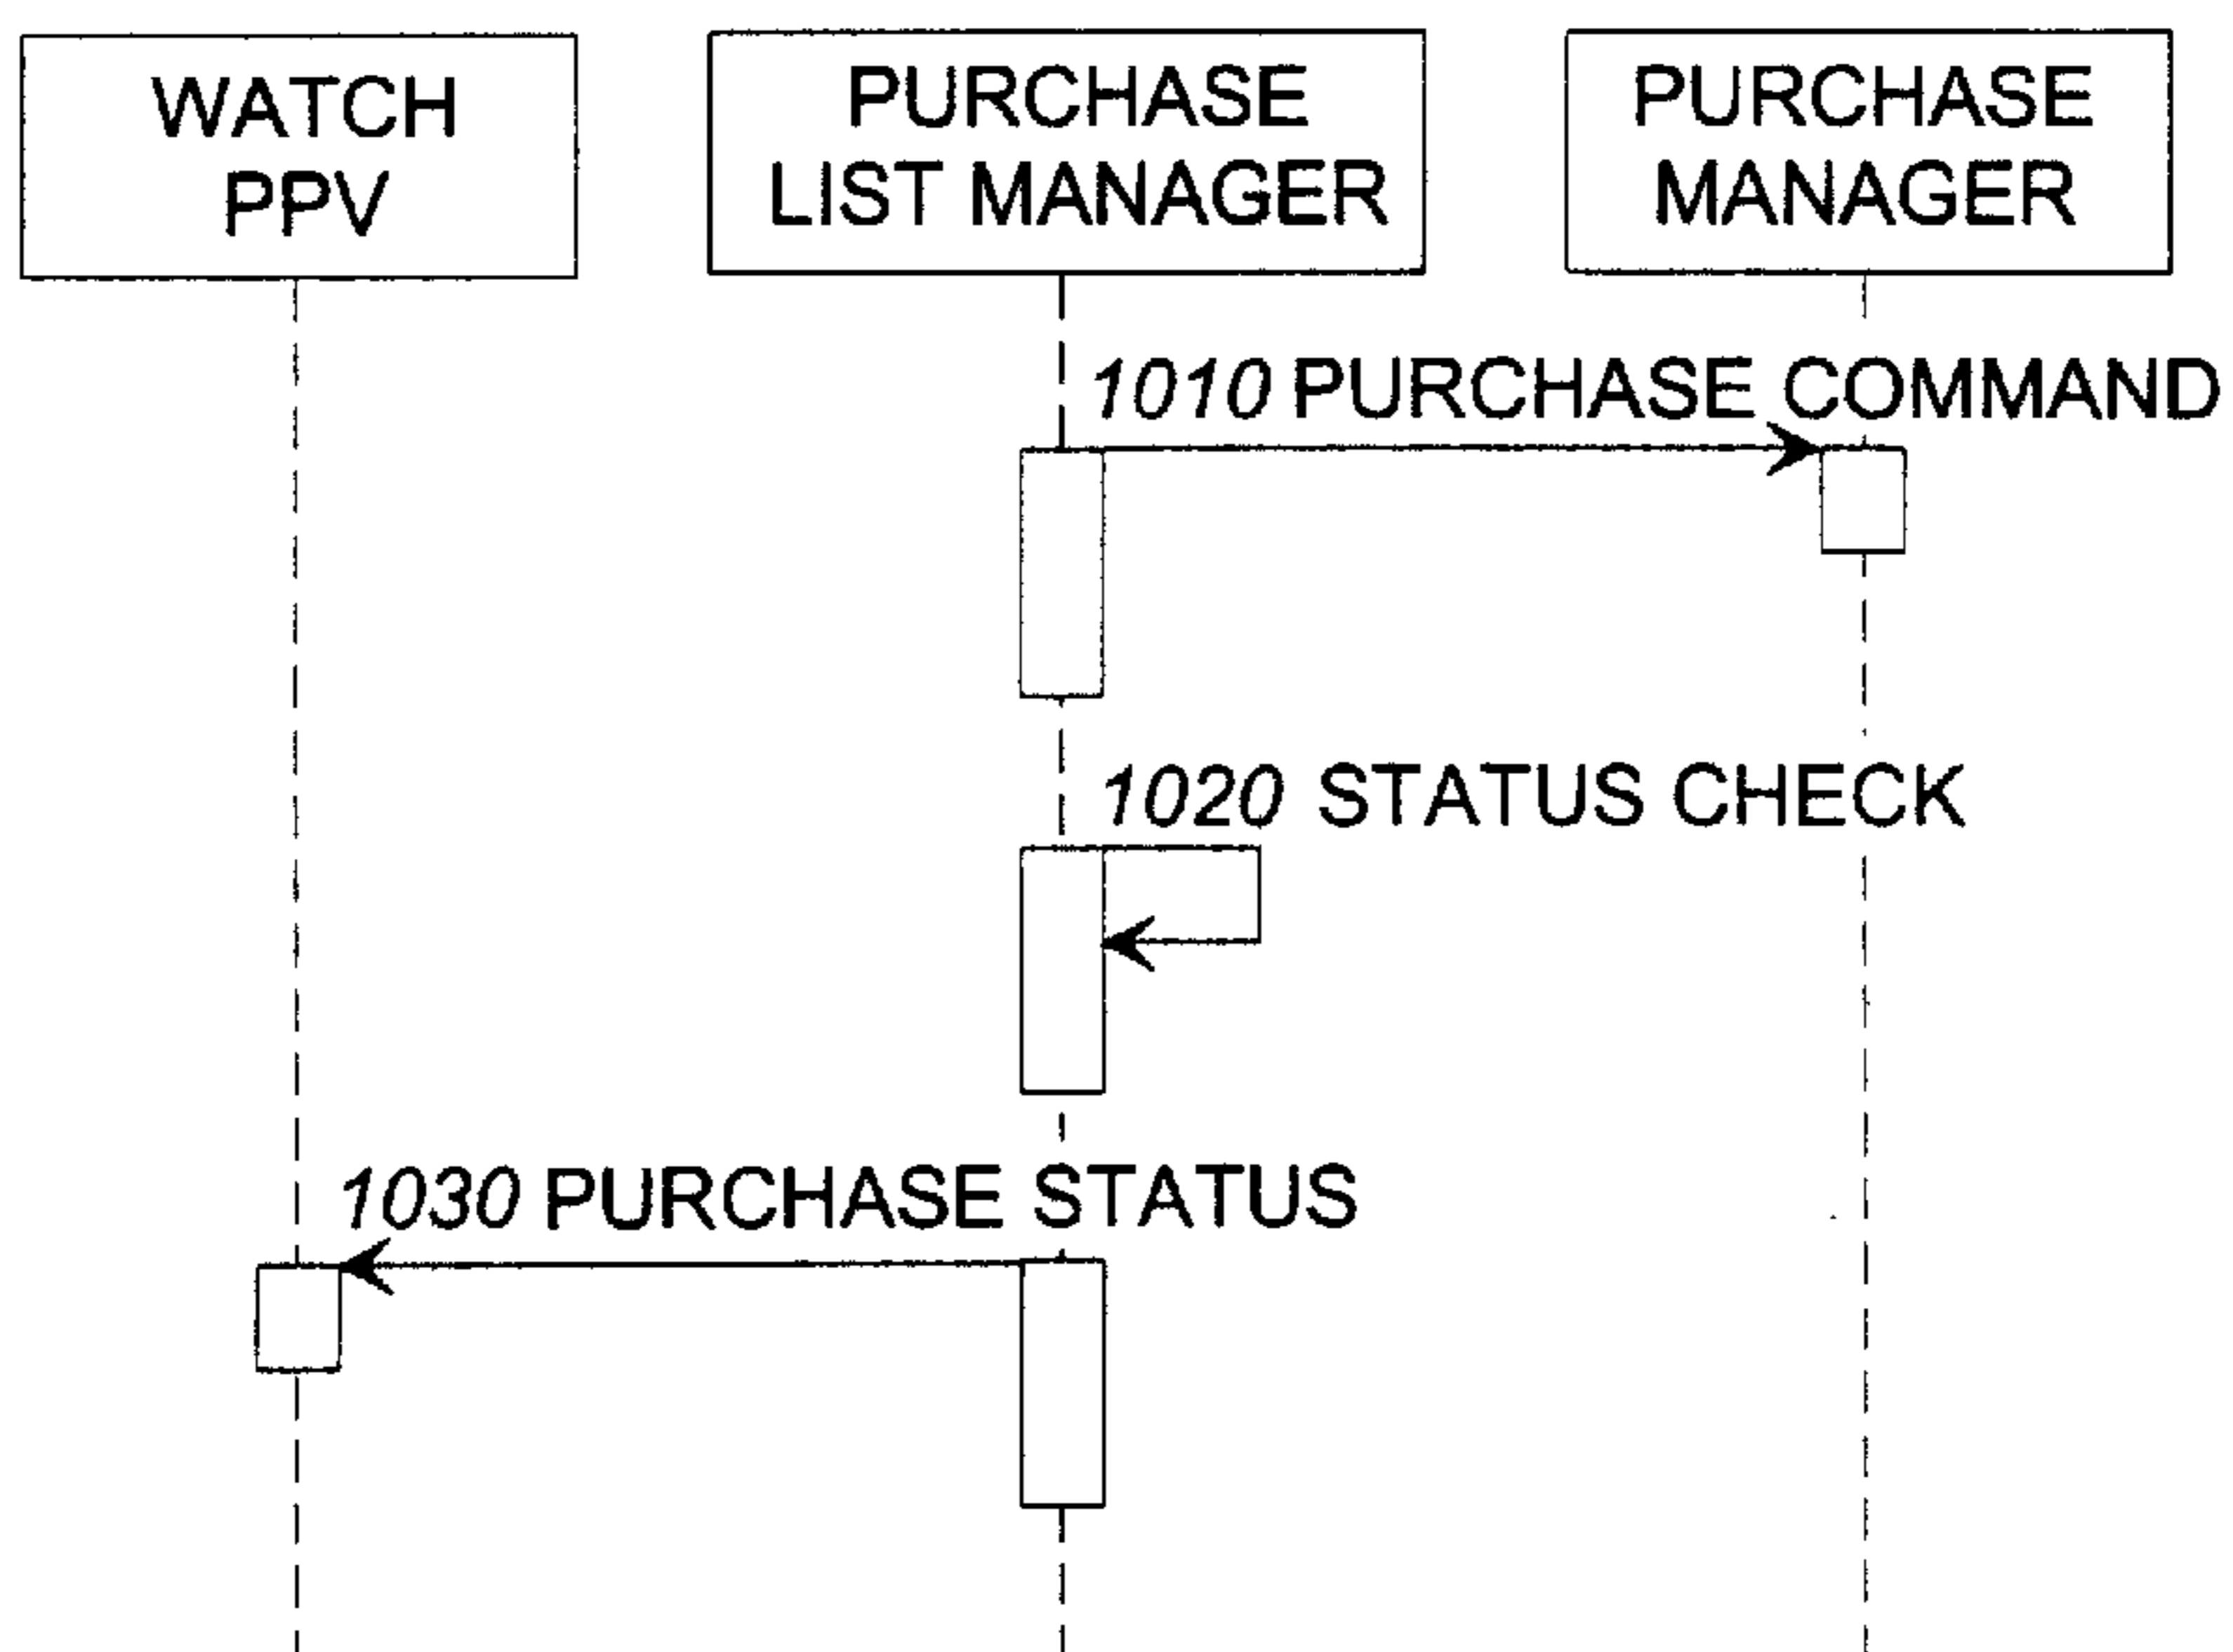 WATCH
PPV
PURCHASE
LIST MANAGER
PURCHASE
MANAGER
1010 PURCHASE COMMAND
1020 STATUS CHECK
1030 PURCHASE STATUS